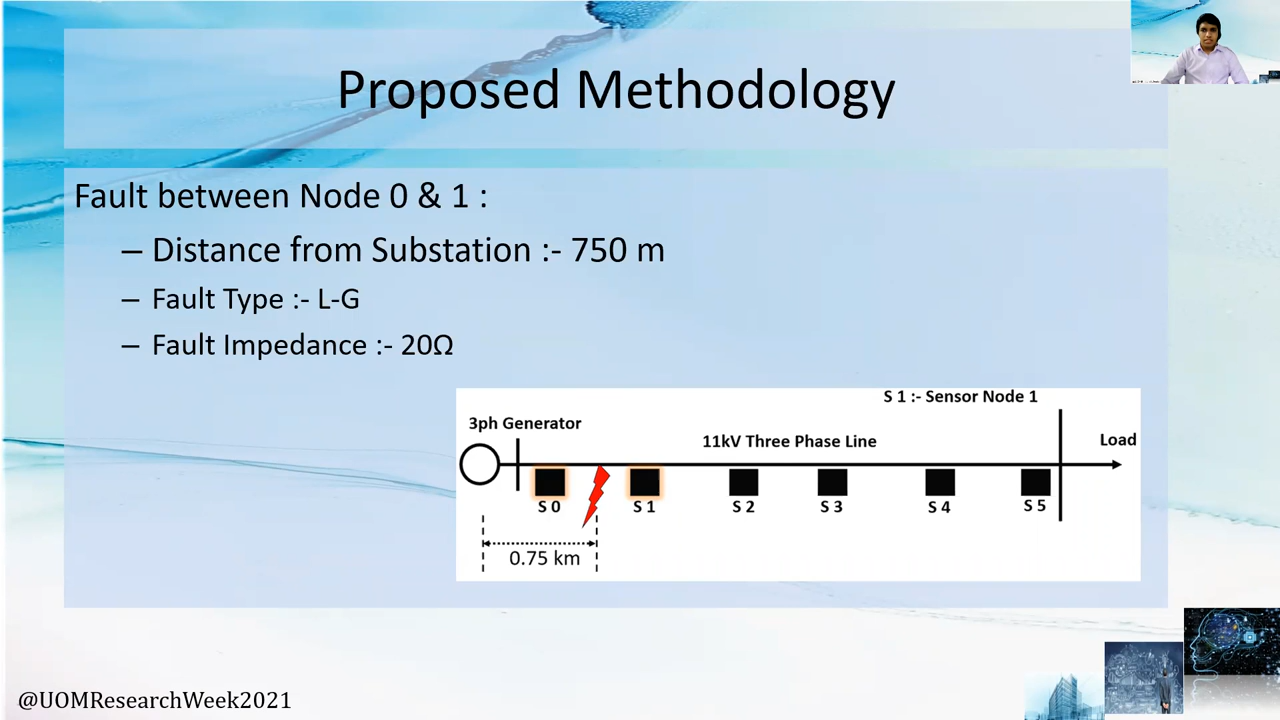 Proposed Methodology
Fault between Node 0 & 1 :
– Distance from Substation :- 750 m
– Fault Type :- L-G
– Fault Impedance :- 20Ω
S 1 :- Sensor Node 1
3ph Generator
11kV Three Phase Line
Load
S 0
S 1
S 2
S 3
S 4
S 5
0.75 km
@UOMResearchWeek2021